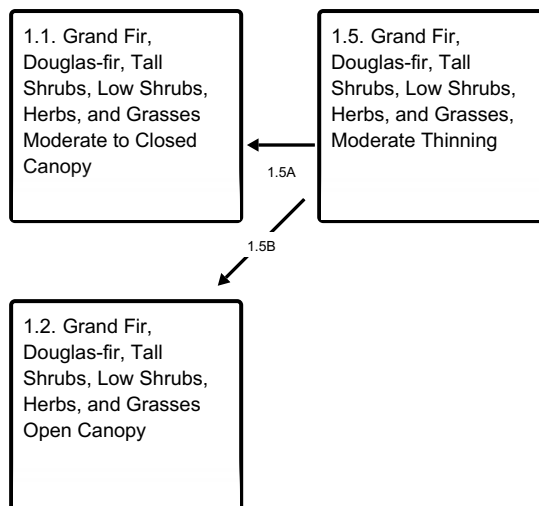 1.1. Grand Fir,
Douglas-fir, Tall
Shrubs, Low Shrubs,
Herbs, and Grasses
Moderate to Closed
Canopy
1.5. Grand Fir,
Douglas-fir, Tall
Shrubs, Low Shrubs,
Herbs, and Grasses,
Moderate Thinning
1.5A
1.5B
1.2. Grand Fir,
Douglas-fir, Tall
Shrubs, Low Shrubs,
Herbs, and Grasses
Open Canopy